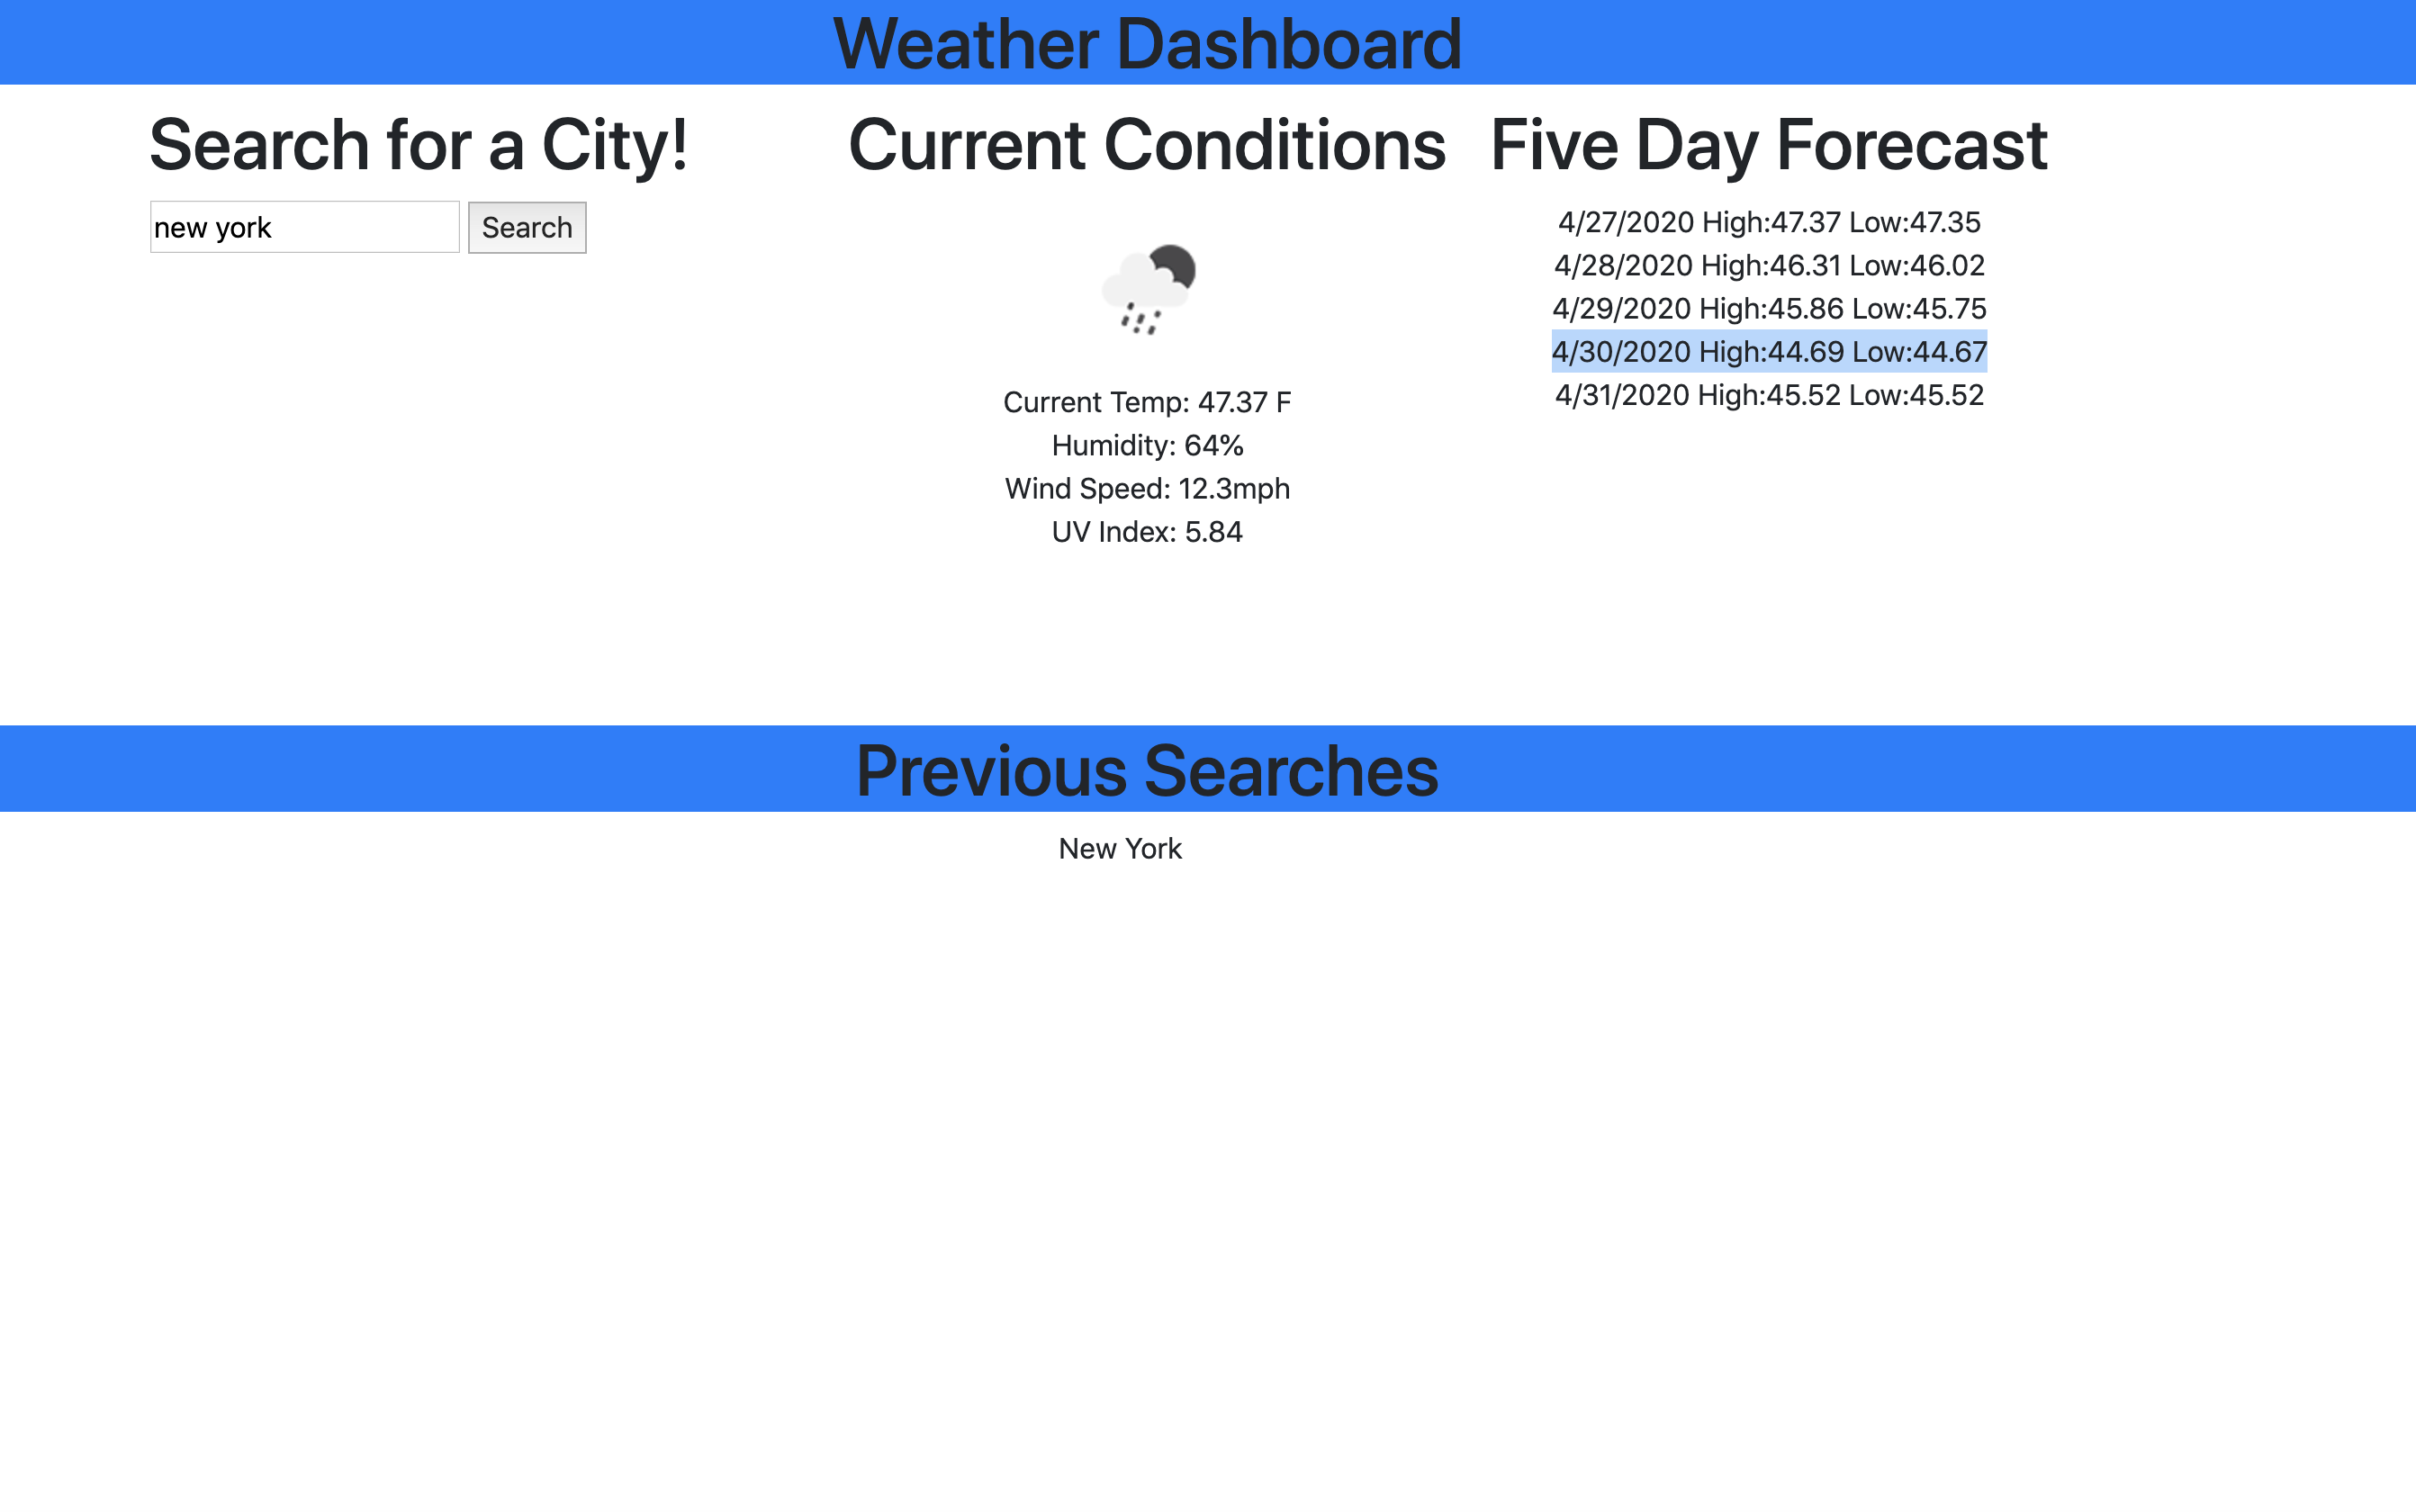 Weather Dashboard
Search for a City!
new york
Search
Current Conditions
Current Temp: 47.37 F
Humidity: 64%
Wind Speed: 12.3mph
UV Index: 5.84
Five Day Forecast
4/27/2020 High:47.37 Low:47.35
4/28/2020 High:46.31 Low:46.02
4/29/2020 High:45.86 Low:45.75
4/30/2020 High:44.69 Low:44.67
4/31/2020 High:45.52 Low:45.52
Previous Searches
New York